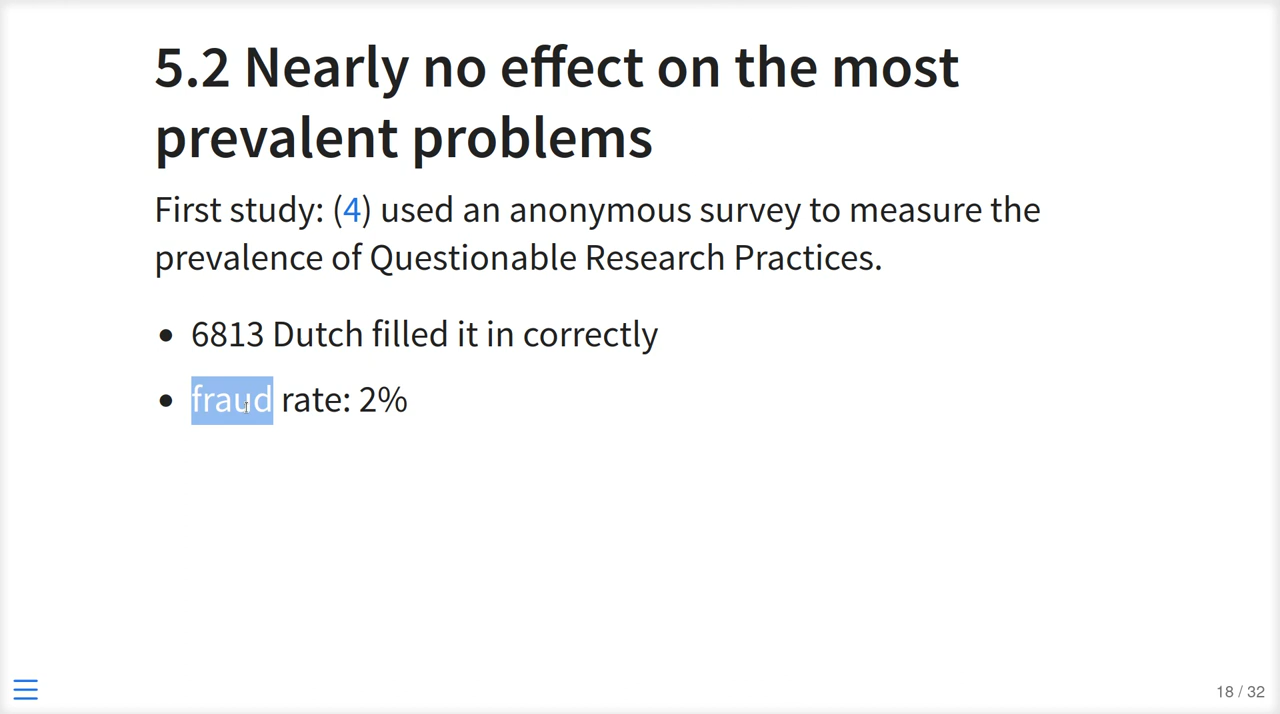 5.2 Nearly no effect on the most
prevalent problems
First study: (4) used an anonymous survey to measure the
prevalence of Questionable Research Practices.
• 6813 Dutch filled it in correctly
• fraud rate: 2%
18 / 32